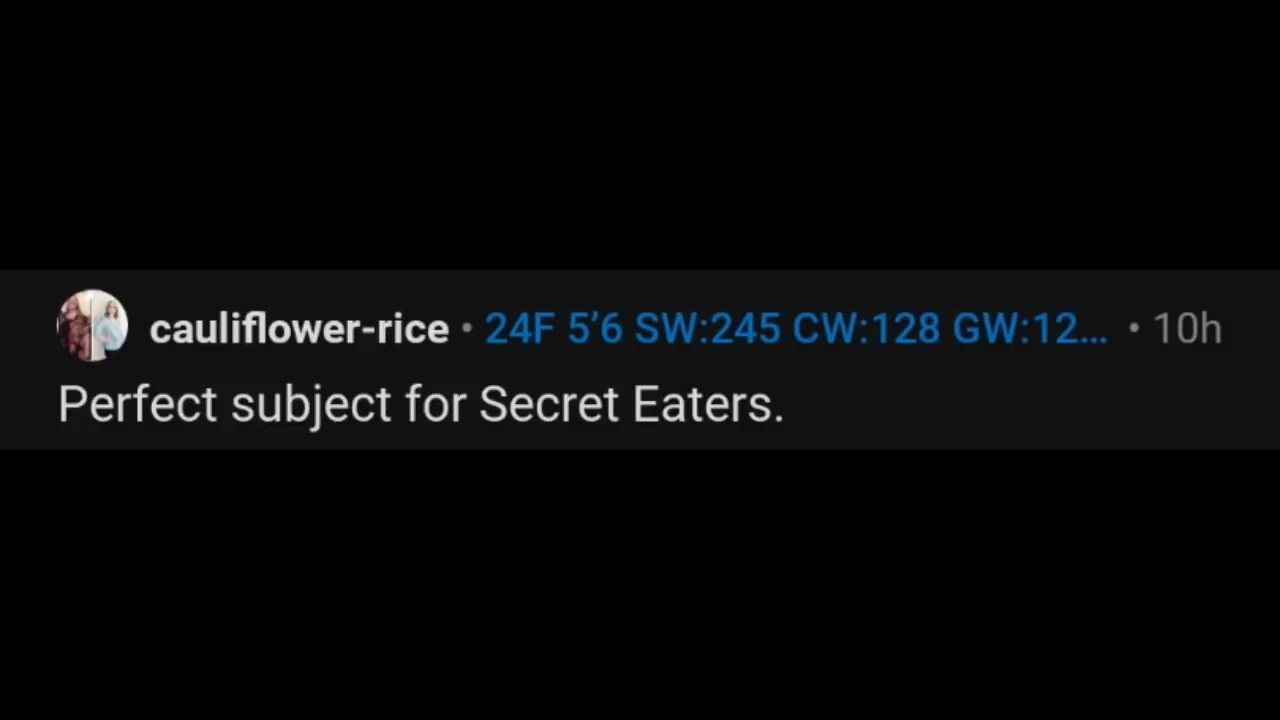 cauliflower-rice • 24F 5’6 SW:245 CW:128 GW:12… • 10h
Perfect subject for Secret Eaters.